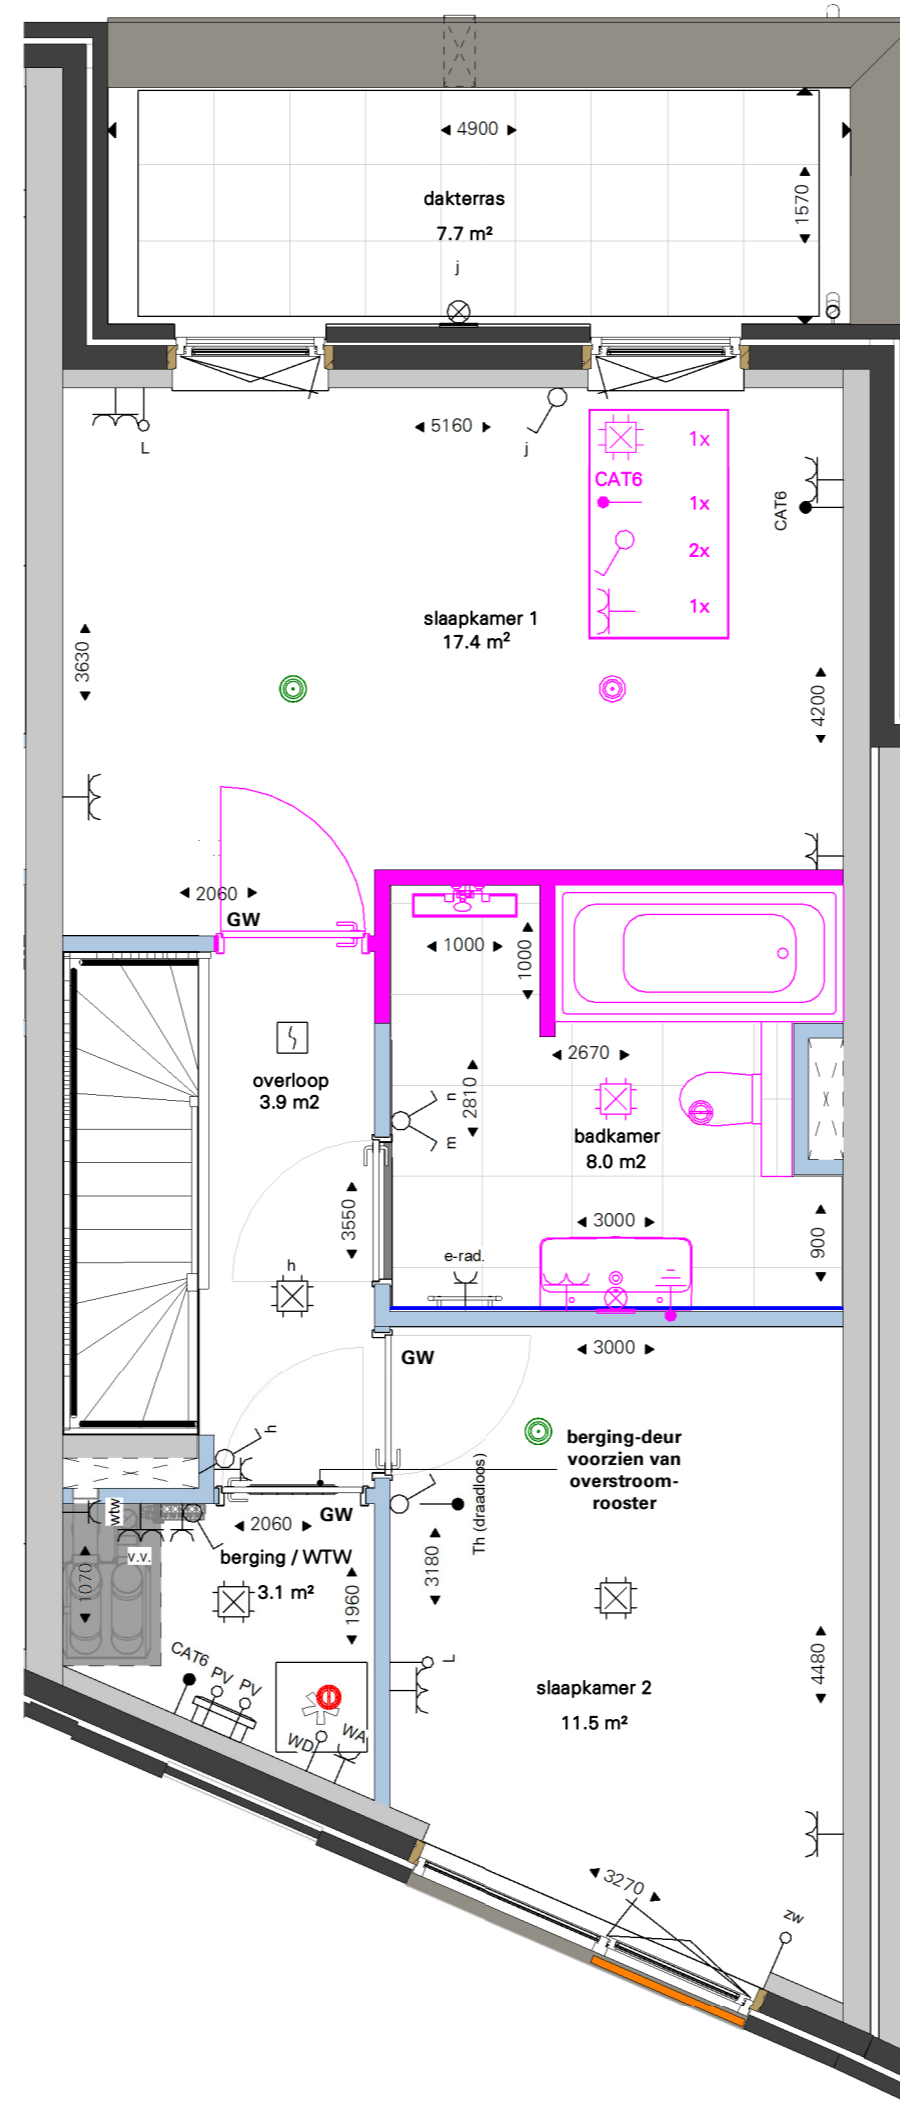 4900
1570
dakterras
7.7 m²
j
5160
L
j
1x
CAT6
1x
2x
1x
CAT6
slaapkamer 1
17.4 m²
3630
4200
2060
GW
1000
1000
2670
overloop
3.9 m2
2810
n
m
badkamer
8.0 m2
3550
3000
900
h
e-rad.
GW
3000
h
berging-deur
voorzien van
overstroom-
rooster
wtw
v.v.
2060
GW
Th (draadloos)
berging / WTW
3.1 m²
1070
1960
3180
CAT6
PV
PV
WD
WA
L
4480
slaapkamer 2
11.5 m²
3270
zw